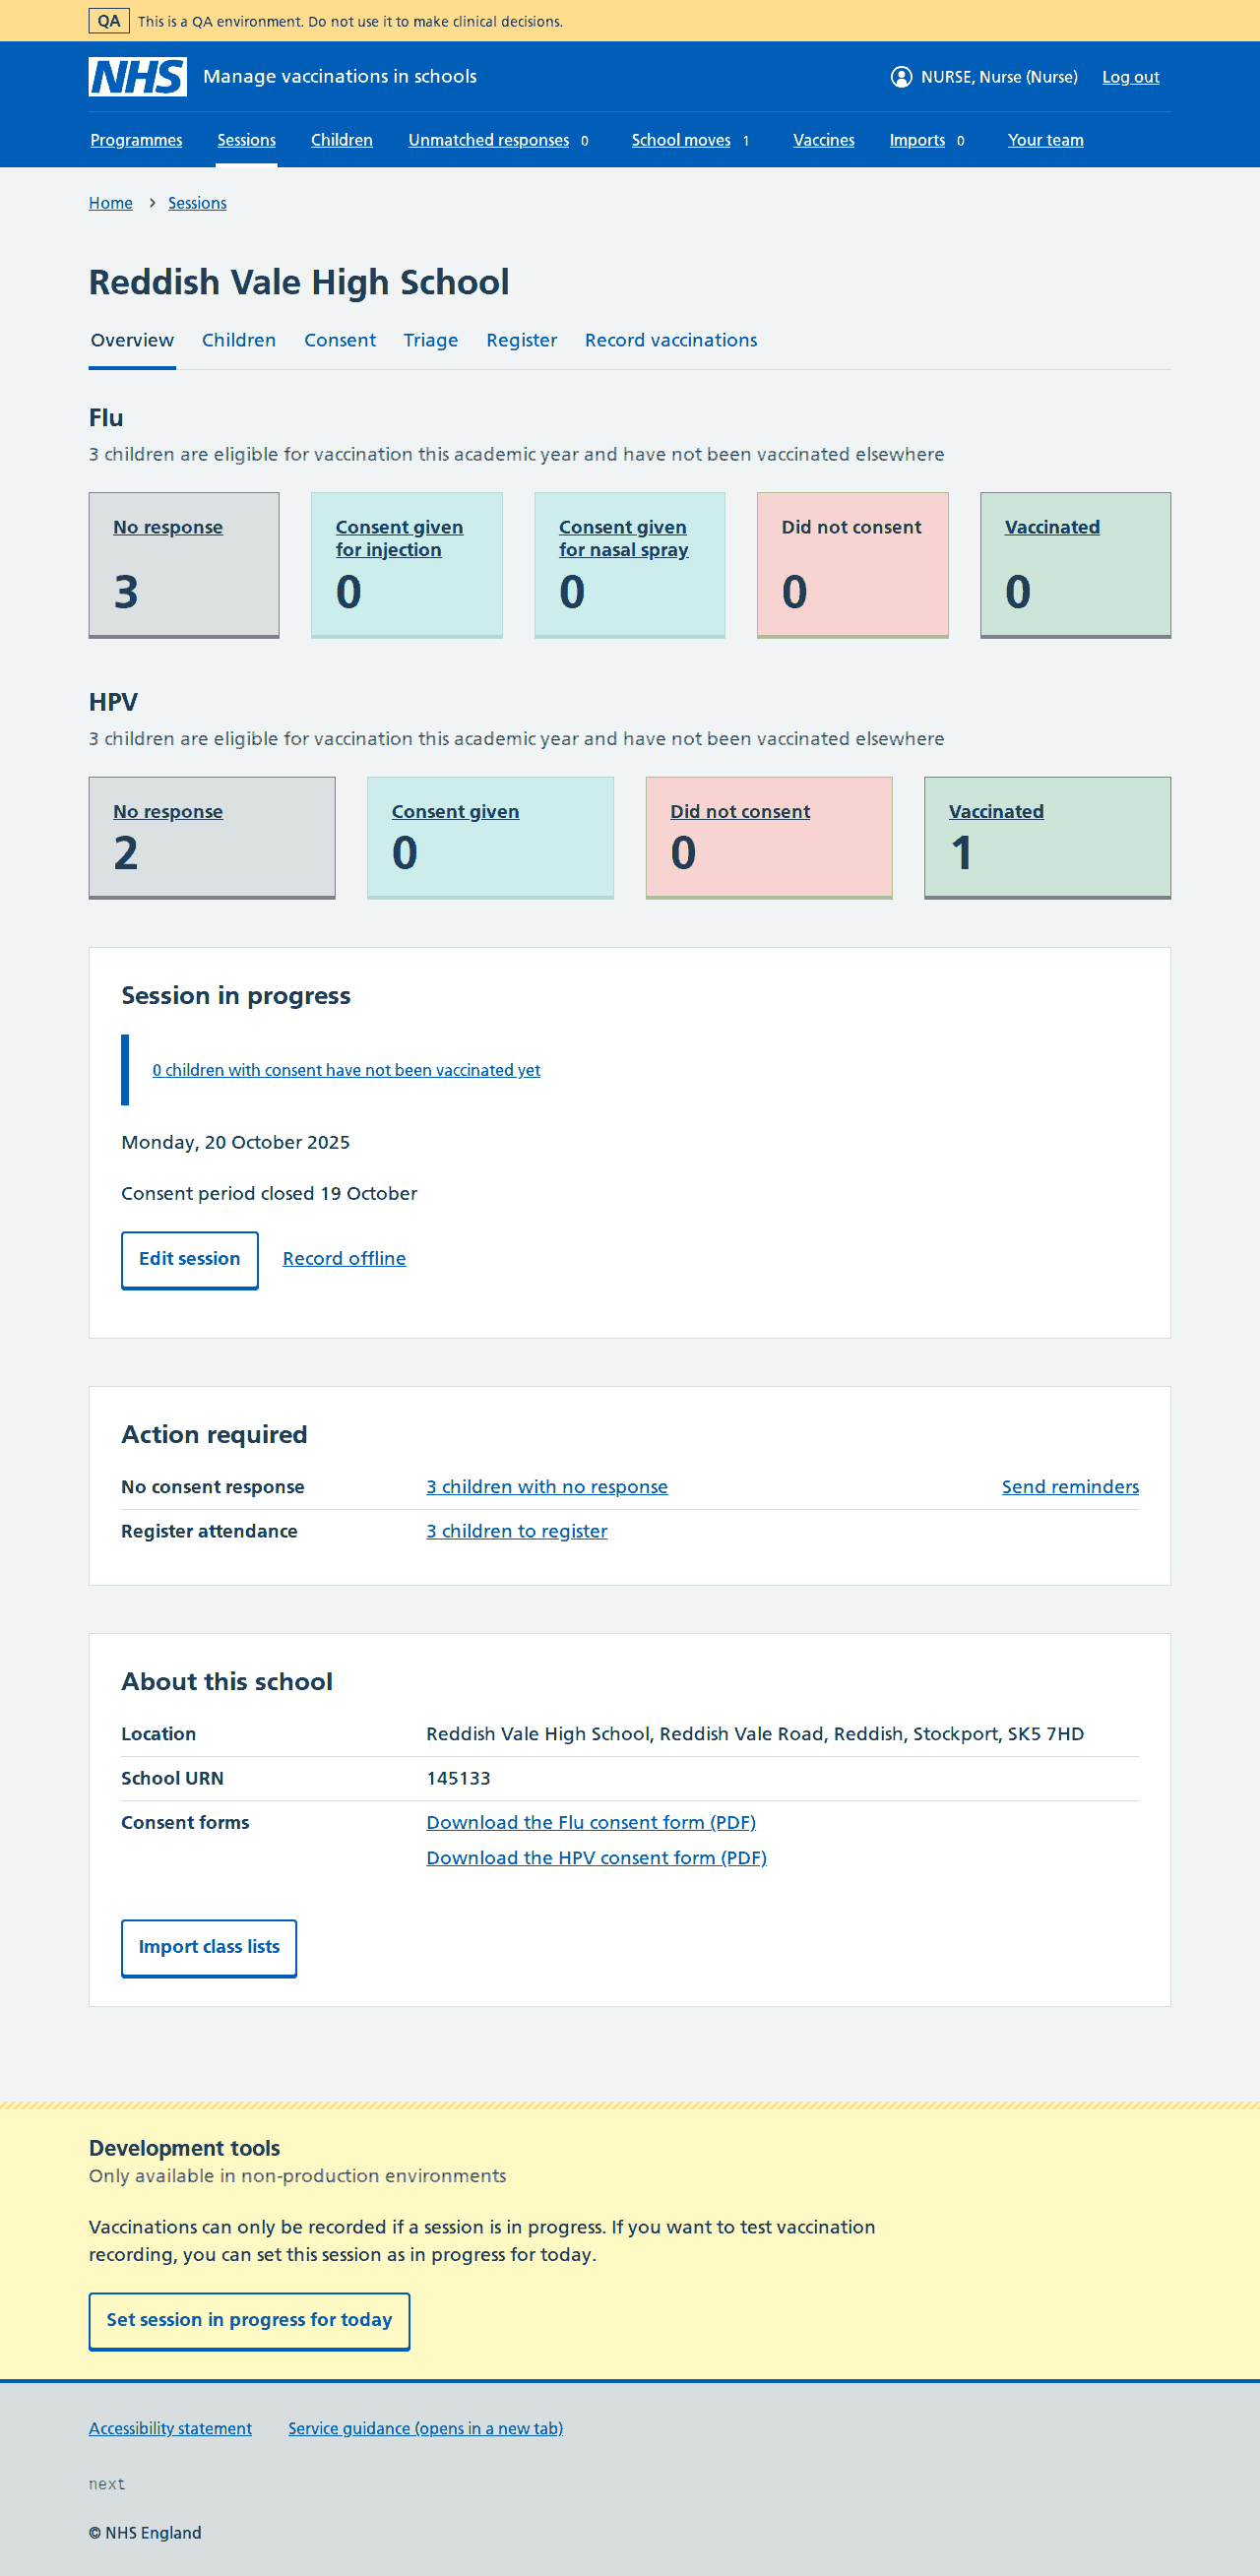 QA This is a QA environment. Do not use it to make clinical decisions.
NHS Manage vaccinations in schools NURSE, Nurse (Nurse) Log out
Programmes Sessions Children Unmatched responses 0 School moves 1 Vaccines Imports 0 Your team
Home > Sessions
Reddish Vale High School
Overview Children Consent Triage Register Record vaccinations
Flu
3 children are eligible for vaccination this academic year and have not been vaccinated elsewhere
No response
3
Consent given
for injection
0
Consent given
for nasal spray
0
Did not consent
0
Vaccinated
0
HPV
3 children are eligible for vaccination this academic year and have not been vaccinated elsewhere
No response
2
Consent given
0
Did not consent
0
Vaccinated
1
Session in progress
0 children with consent have not been vaccinated yet
Monday, 20 October 2025
Consent period closed 19 October
Edit session Record offline
Action required
No consent response 3 children with no response Send reminders
Register attendance 3 children to register
About this school
Location Reddish Vale High School, Reddish Vale Road, Reddish, Stockport, SK5 7HD
School URN 145133
Consent forms Download the Flu consent form (PDF)
Download the HPV consent form (PDF)
Import class lists
Development tools
Only available in non-production environments
Vaccinations can only be recorded if a session is in progress. If you want to test vaccination
recording, you can set this session as in progress for today.
Set session in progress for today
Accessibility statement Service guidance (opens in a new tab)
next
© NHS England